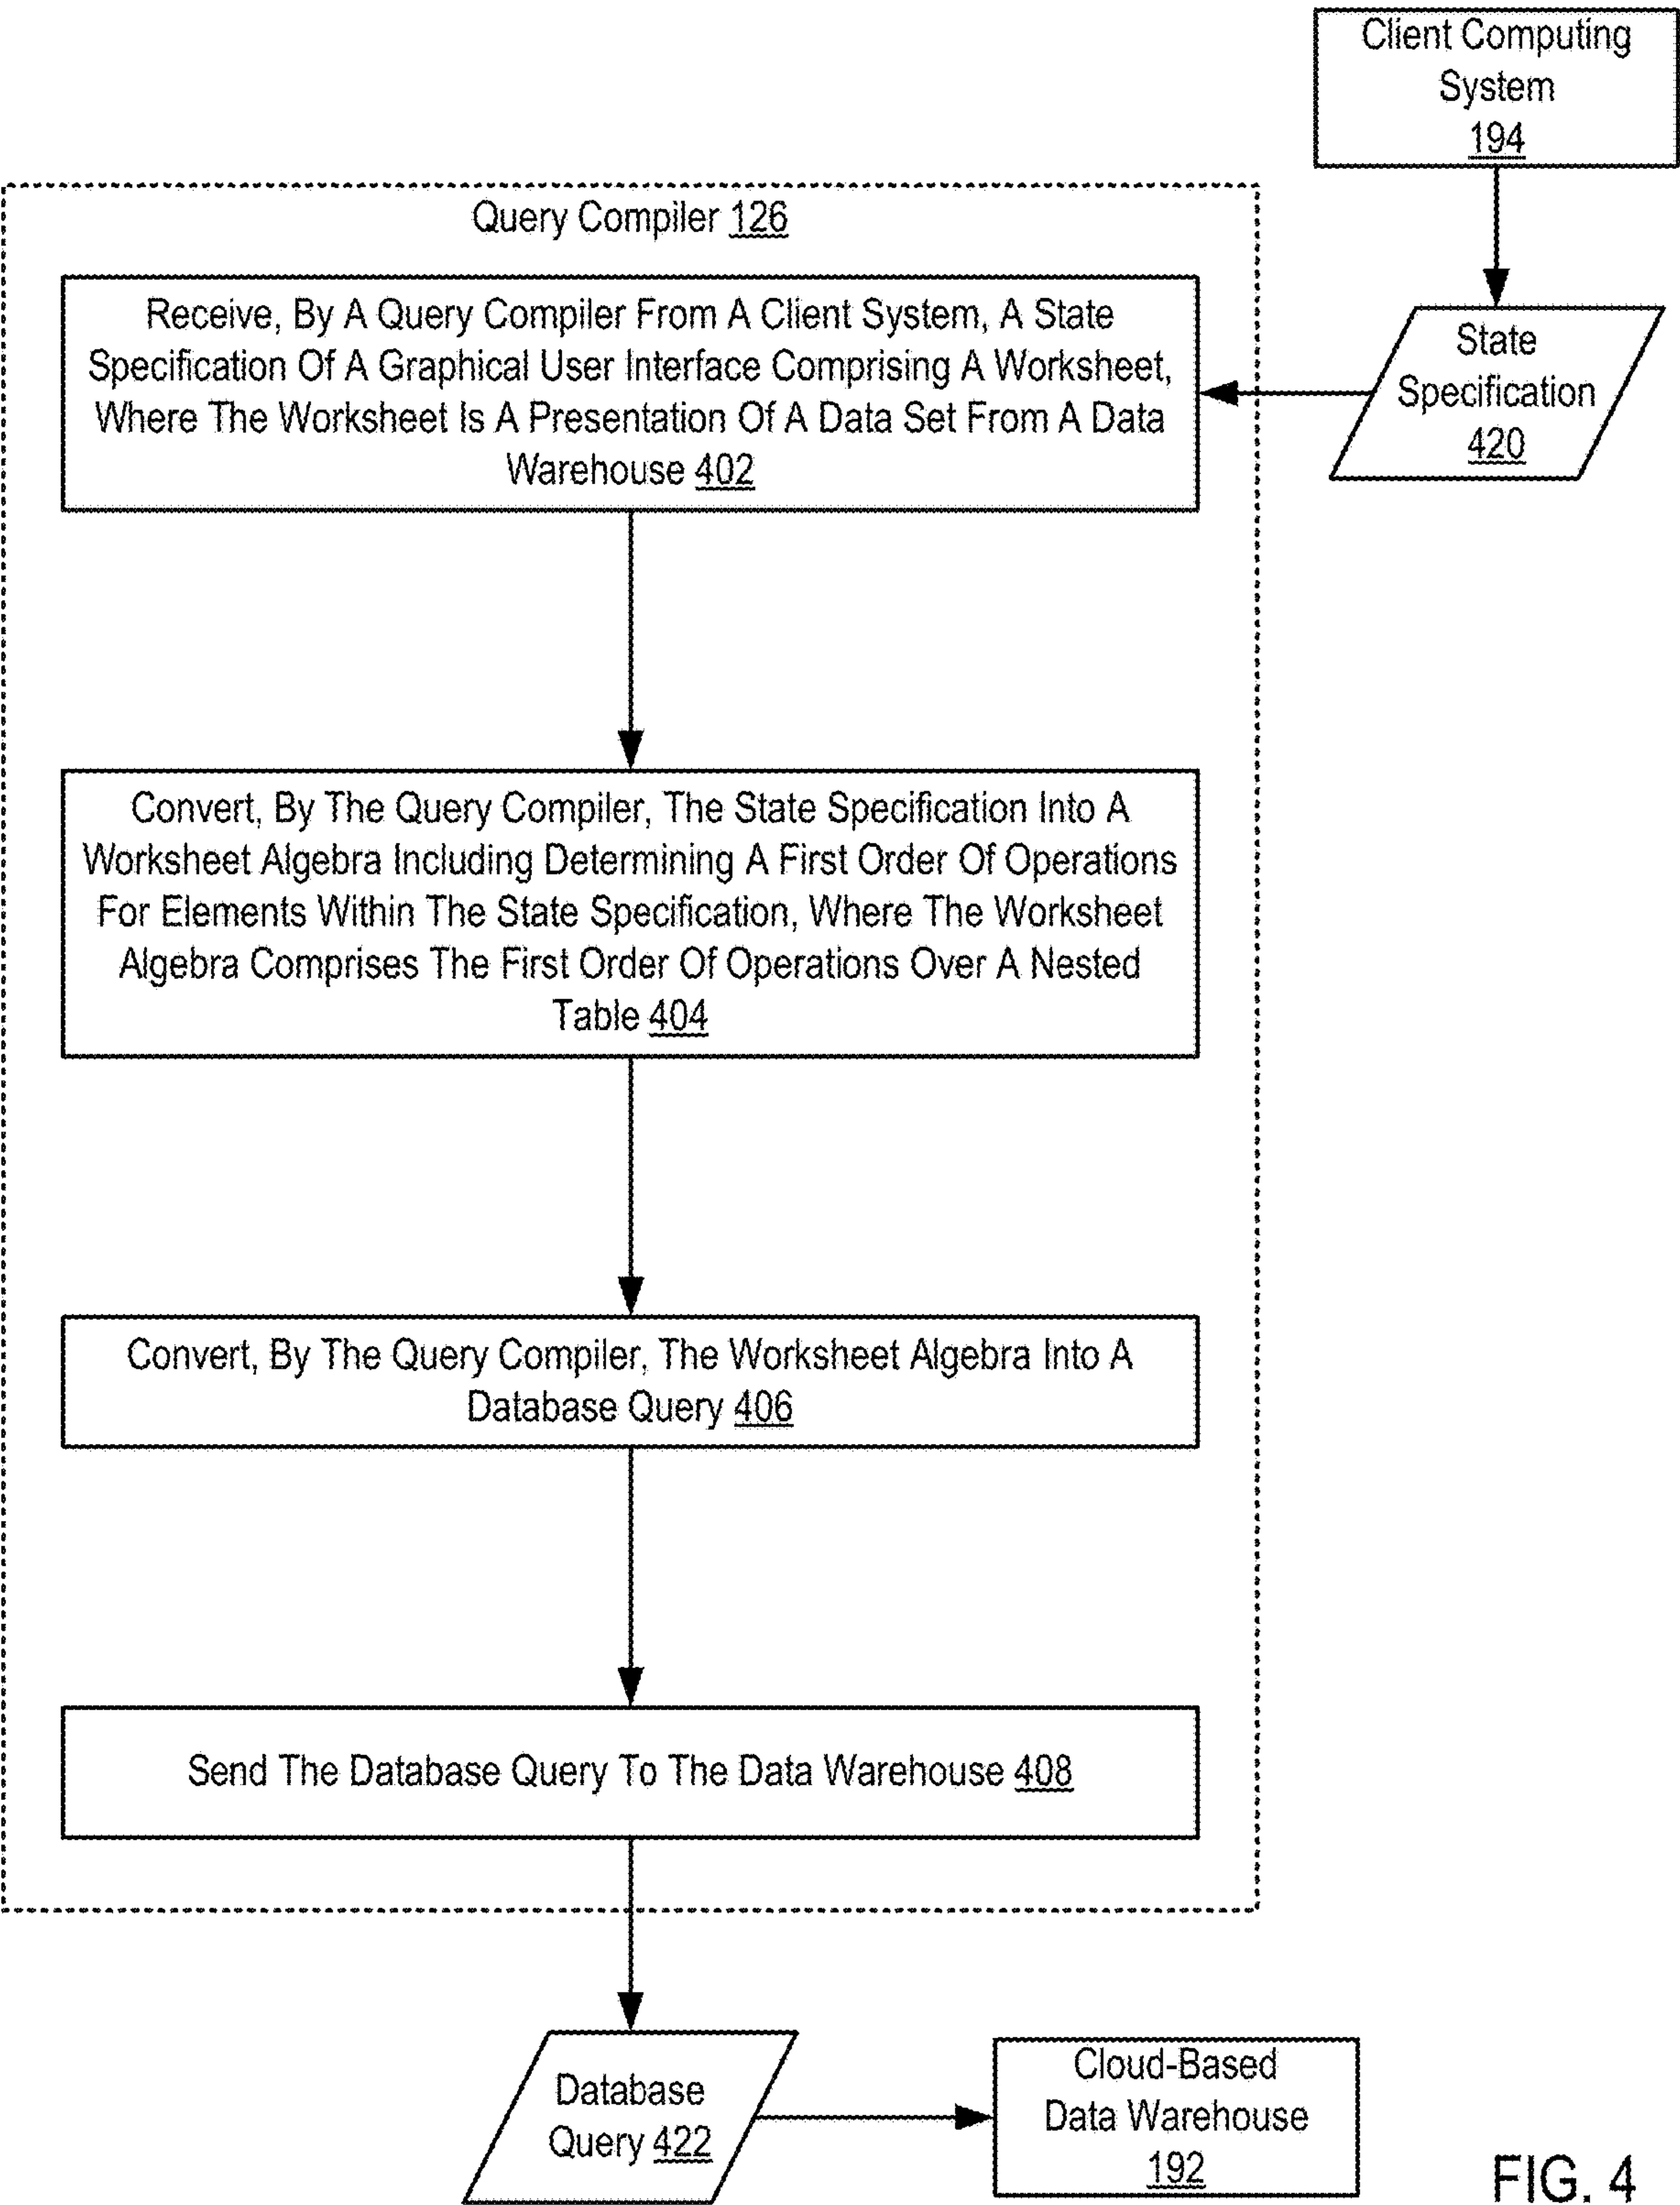 Client Computing
System
194
Query Compiler 126
Receive, By A Query Compiler From A Client System, A State
Specification Of A Graphical User Interface Comprising A Worksheet,
Where The Worksheet Is A Presentation Of A Data Set From A Data
Warehouse 402
State
Specification
420
Convert, By The Query Compiler, The State Specification Into A
Worksheet Algebra Including Determining A First Order Of Operations
For Elements Within The State Specification, Where The Worksheet
Algebra Comprises The First Order Of Operations Over A Nested
Table 404
Convert, By The Query Compiler, The Worksheet Algebra Into A
Database Query 406
Send The Database Query To The Data Warehouse 408
Database
Query 422
Cloud-Based
Data Warehouse
192
FIG. 4